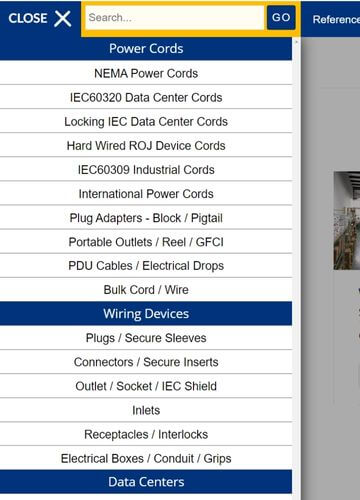 CLOSE
Search...
GO
Reference
Power Cords
NEMA Power Cords
IEC60320 Data Center Cords
Locking IEC Data Center Cords
Hard Wired ROJ Device Cords
IEC60309 Industrial Cords
International Power Cords
Plug Adapters - Block / Pigtail
Portable Outlets / Reel / GFCI
PDU Cables / Electrical Drops
Bulk Cord / Wire
Wiring Devices
Plugs / Secure Sleeves
Connectors / Secure Inserts
Outlet / Socket / IEC Shield
Inlets
Receptacles / Interlocks
Electrical Boxes / Conduit / Grips
Data Centers